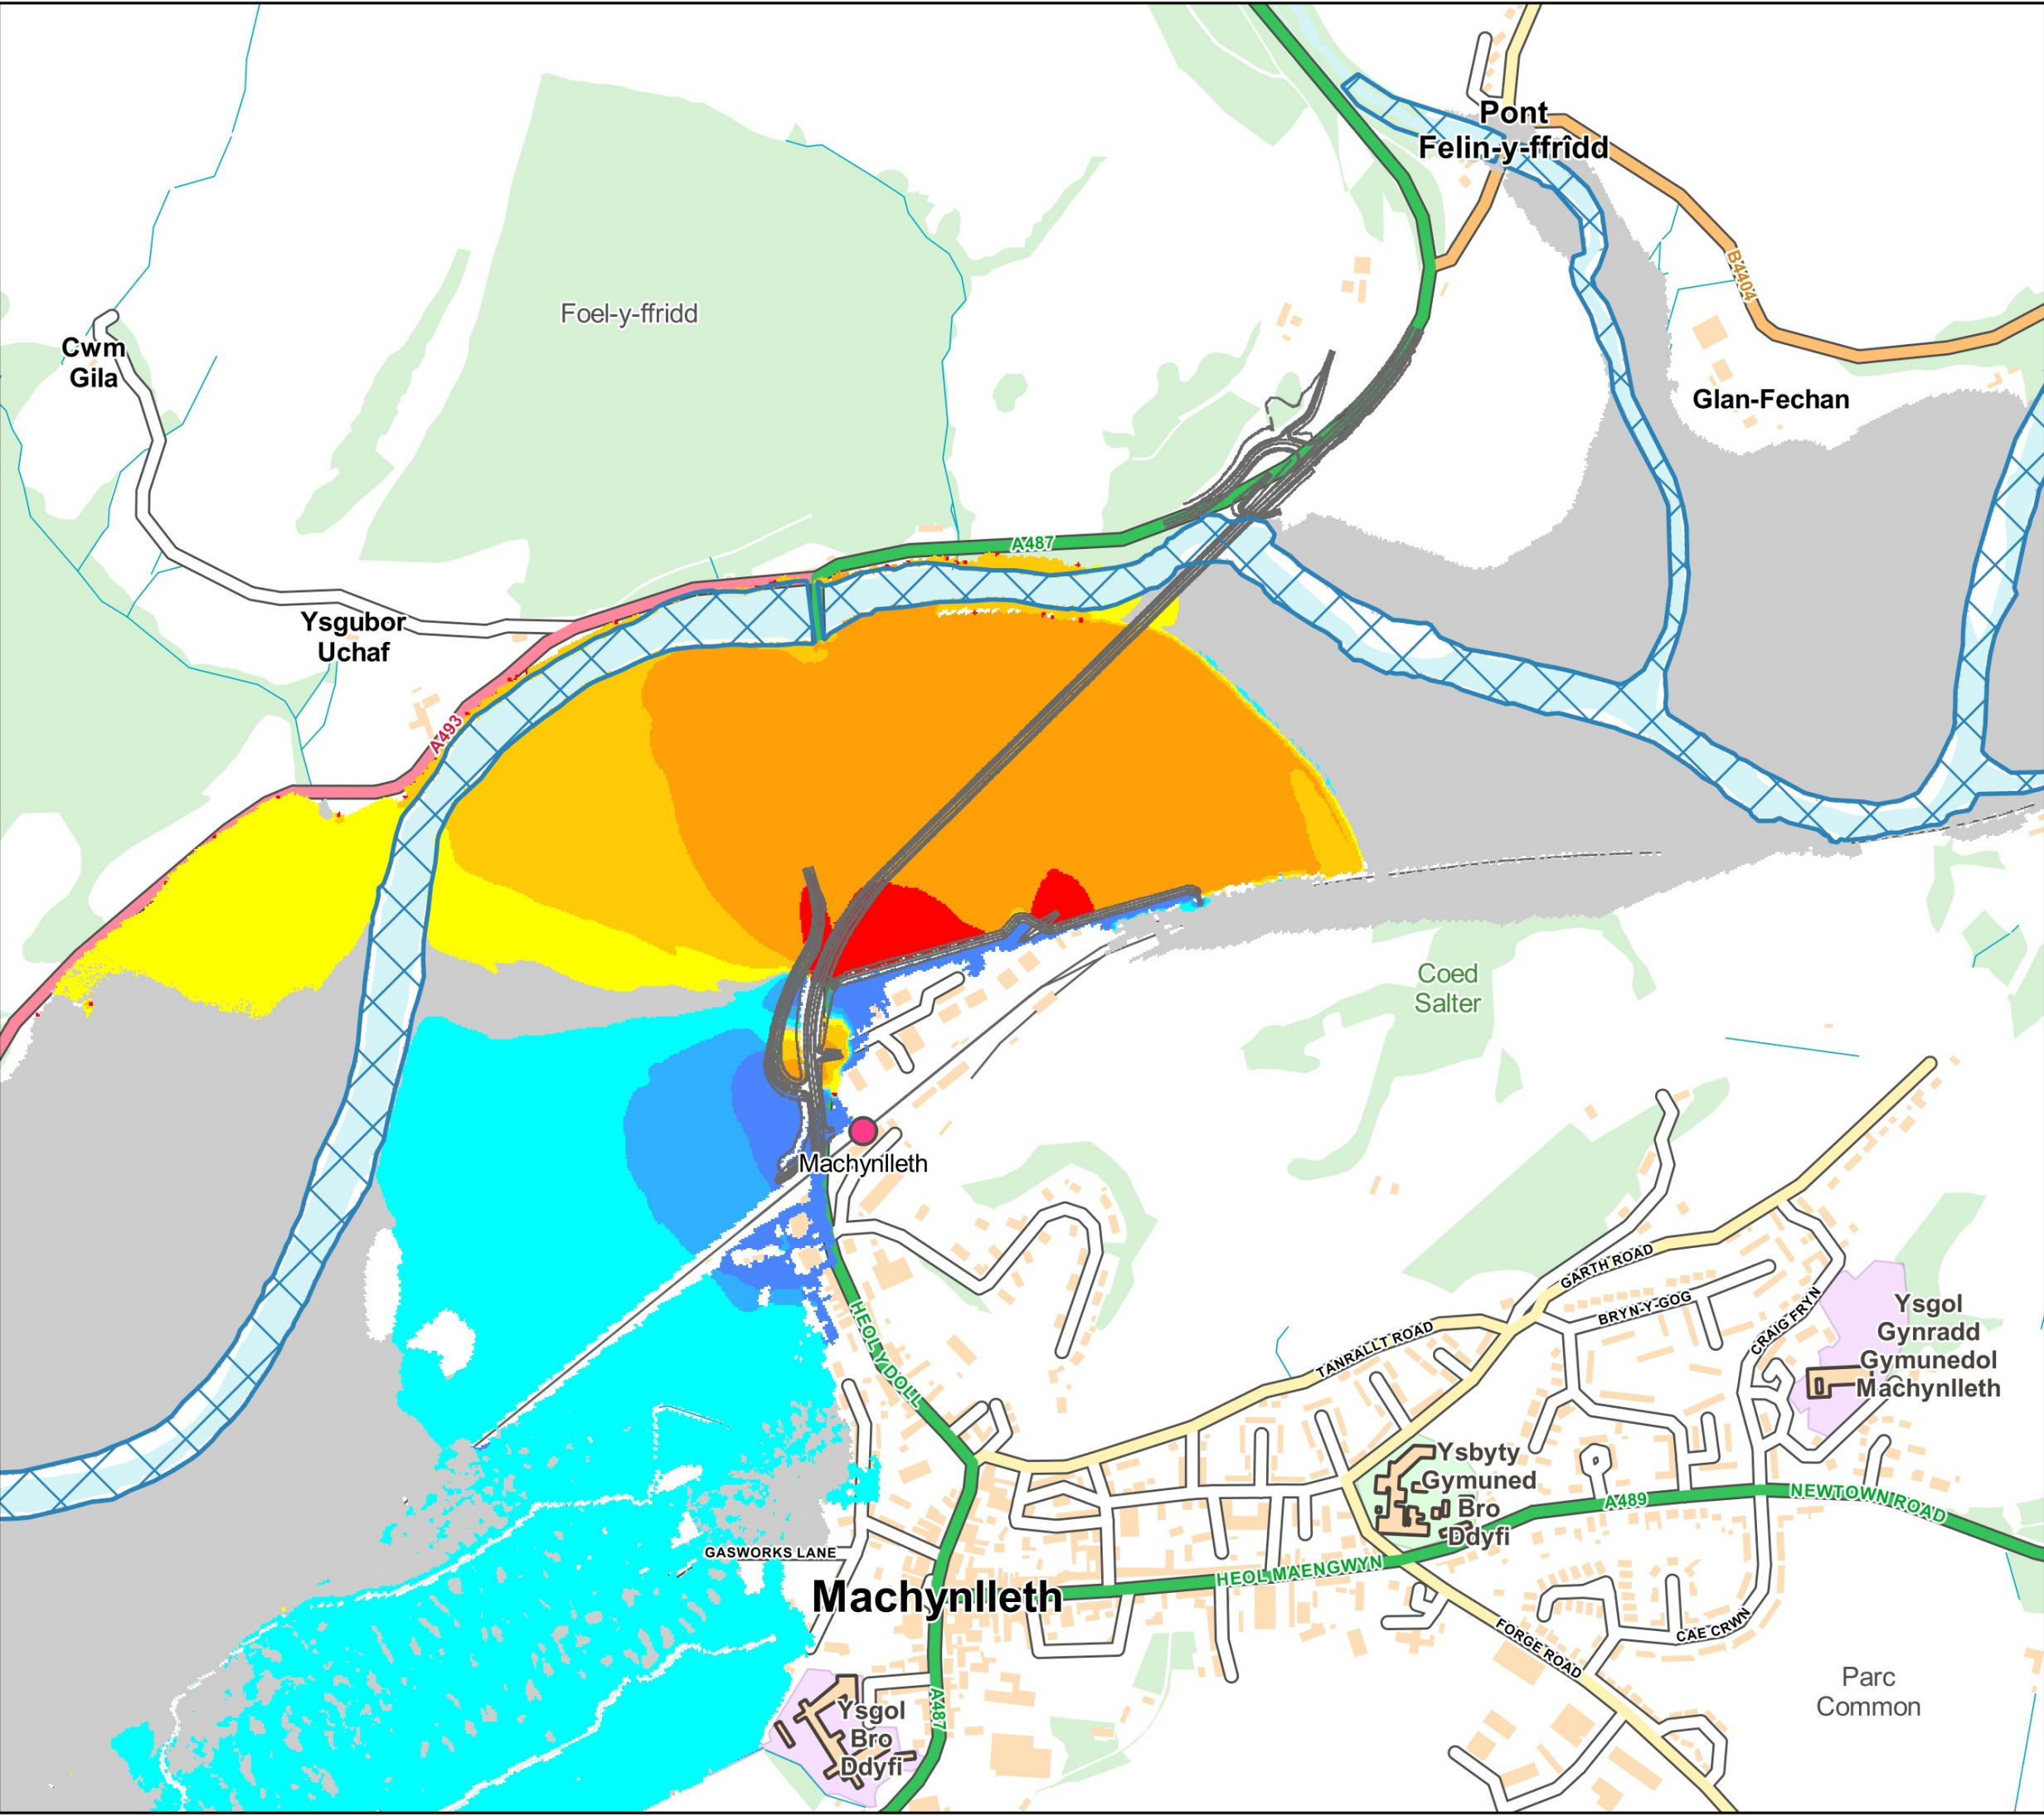 Pont
Felin-y-ffrîdd
B4404
Foel-y-ffridd
Cwm
Gila
Glan-Fechan
A487
Ysgubor
Uchaf
A493
Coed
Salter
Machynlleth
GARTH ROAD
BRYN-Y-GOG
CRAIG FRYN
Ysgol
Gynradd
Gymunedol
Machynlleth
TANRALLT ROAD
HEOL Y DOLL
Ysbyty
Gymuned
Bro
Ddyfi
A489
NEWTOWN ROAD
GASWORKS LANE
HEOL MAENGWYN
Machynlleth
FORGE ROAD
CAE CRWN
Parc
Common
A487
Ysgol
Bro
Ddyfi